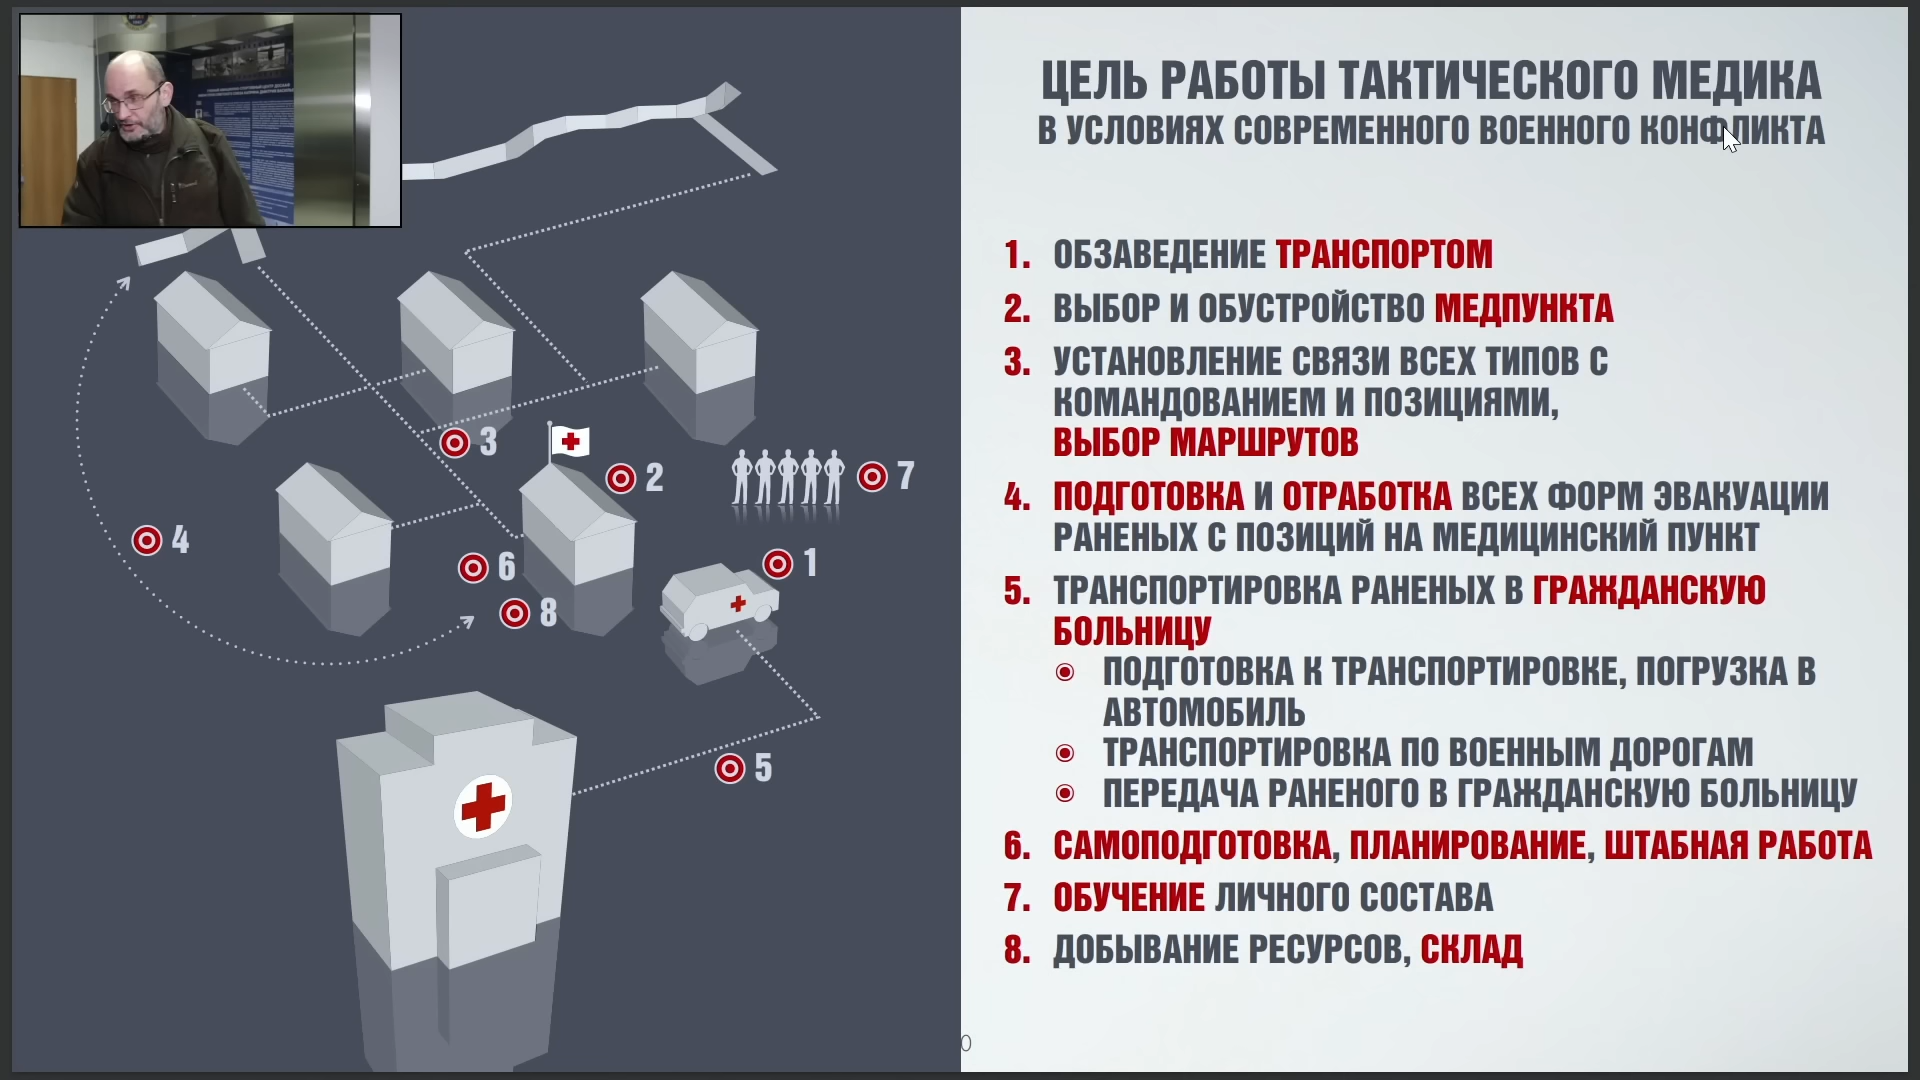 ЦЕЛЬ РАБОТЫ ТАКТИЧЕСКОГО МЕДИКА
В УСЛОВИЯХ СОВРЕМЕННОГО ВОЕННОГО КОНФЛИКТА
1. ОБЗАВЕДЕНИЕ ТРАНСПОРТОМ
2. ВЫБОР И ОБУСТРОЙСТВО МЕДПУНКТА
3. УСТАНОВЛЕНИЕ СВЯЗИ ВСЕХ ТИПОВ С
КОМАНДОВАНИЕМ И ПОЗИЦИЯМИ,
ВЫБОР МАРШРУТОВ
4. ПОДГОТОВКА И ОТРАБОТКА ВСЕХ ФОРМ ЭВАКУАЦИИ
РАНЕНЫХ С ПОЗИЦИЙ НА МЕДИЦИНСКИЙ ПУНКТ
5. ТРАНСПОРТИРОВКА РАНЕНЫХ В ГРАЖДАНСКУЮ
БОЛЬНИЦУ
ПОДГОТОВКА К ТРАНСПОРТИРОВКЕ, ПОГРУЗКА В
АВТОМОБИЛЬ
ТРАНСПОРТИРОВКА ПО ВОЕННЫМ ДОРОГАМ
ПЕРЕДАЧА РАНЕНОГО В ГРАЖДАНСКУЮ БОЛЬНИЦУ
6. САМОПОДГОТОВКА, ПЛАНИРОВАНИЕ, ШТАБНАЯ РАБОТА
7. ОБУЧЕНИЕ ЛИЧНОГО СОСТАВА
8. ДОБЫВАНИЕ РЕСУРСОВ, СКЛАД
3
2
7
4
6
1
8
5
0